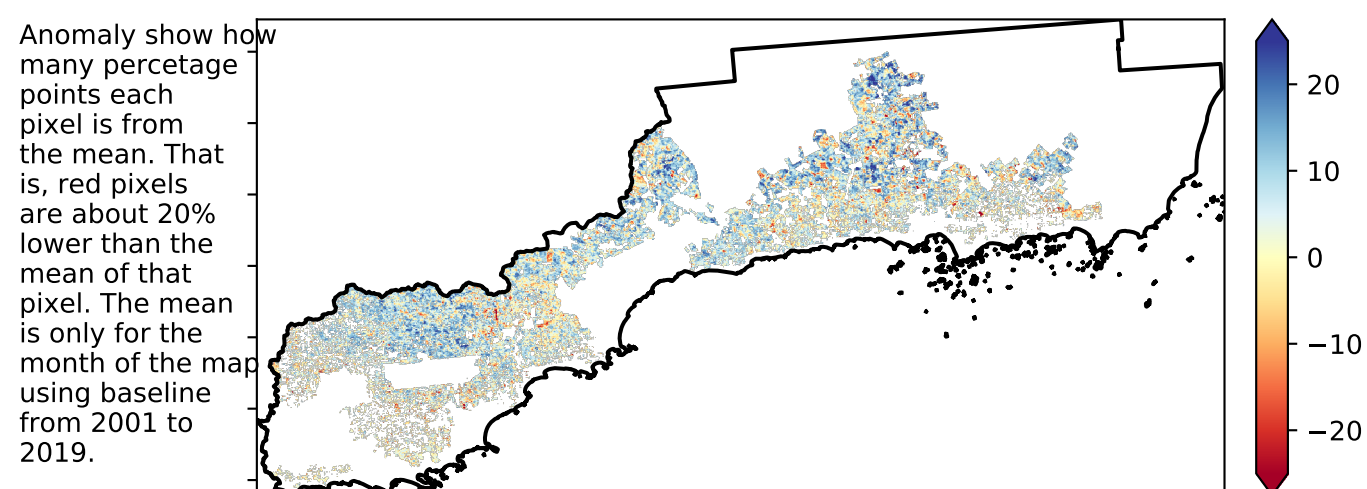 Anomaly show how
many percetage
points each
pixel is from
the mean. That
is, red pixels
are about 20%
lower than the
mean of that
pixel. The mean
is only for the
month of the map
using baseline
from 2001 to
2019.
20
10
0
−10
−20